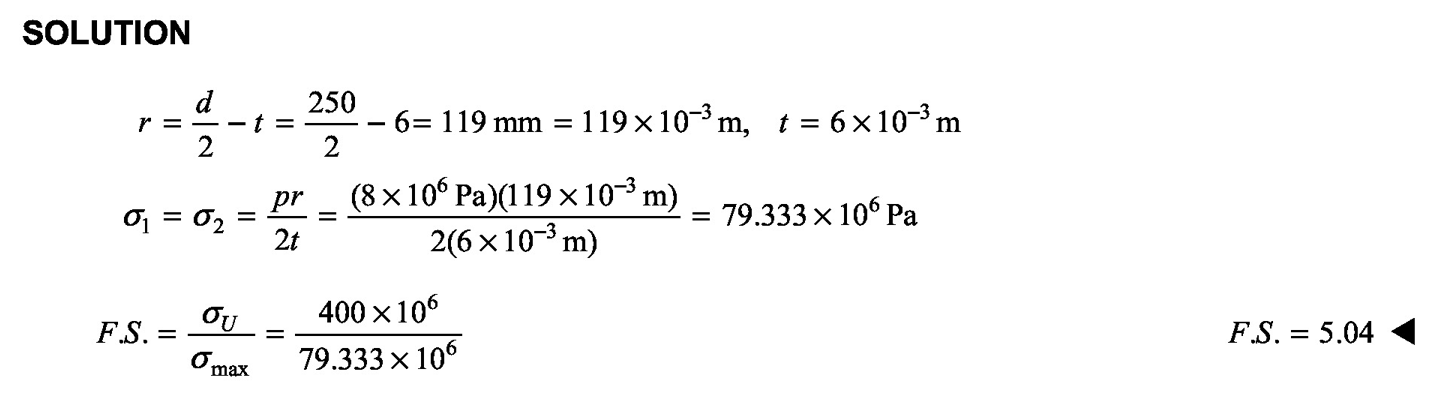 SOLUTION
r = d/2 − t = 250/2 − 6= 119 mm = 119 × 10⁻³ m, t = 6 × 10⁻³ m
σ₁ = σ₂ = pr/2t = (8 × 10⁶ Pa)(119 × 10⁻³ m)/2(6 × 10⁻³ m) = 79.333 × 10⁶ Pa
F.S. = σ_U/σ_max = 400 × 10⁶/79.333 × 10⁶ F.S. = 5.04 ◀